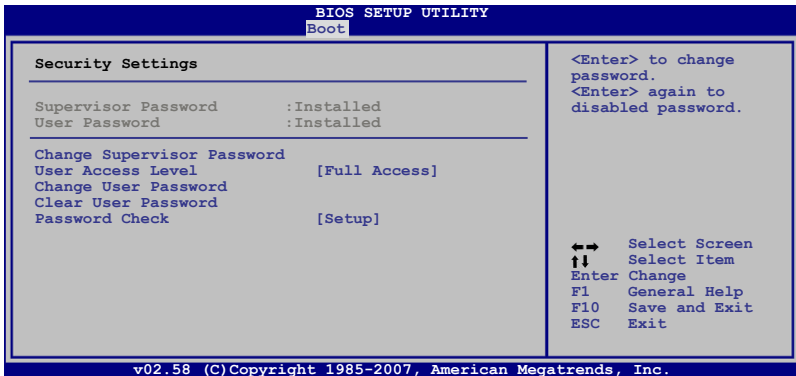 BIOS SETUP UTILITY
Boot
Security Settings
Supervisor Password :Installed
User Password :Installed
Change Supervisor Password
User Access Level [Full Access]
Change User Password
Clear User Password
Password Check [Setup]
<Enter> to change
password.
<Enter> again to
disabled password.
←→ Select Screen
↑↓ Select Item
Enter Change
F1 General Help
F10 Save and Exit
ESC Exit
v02.58 (C)Copyright 1985-2007, American Megatrends, Inc.